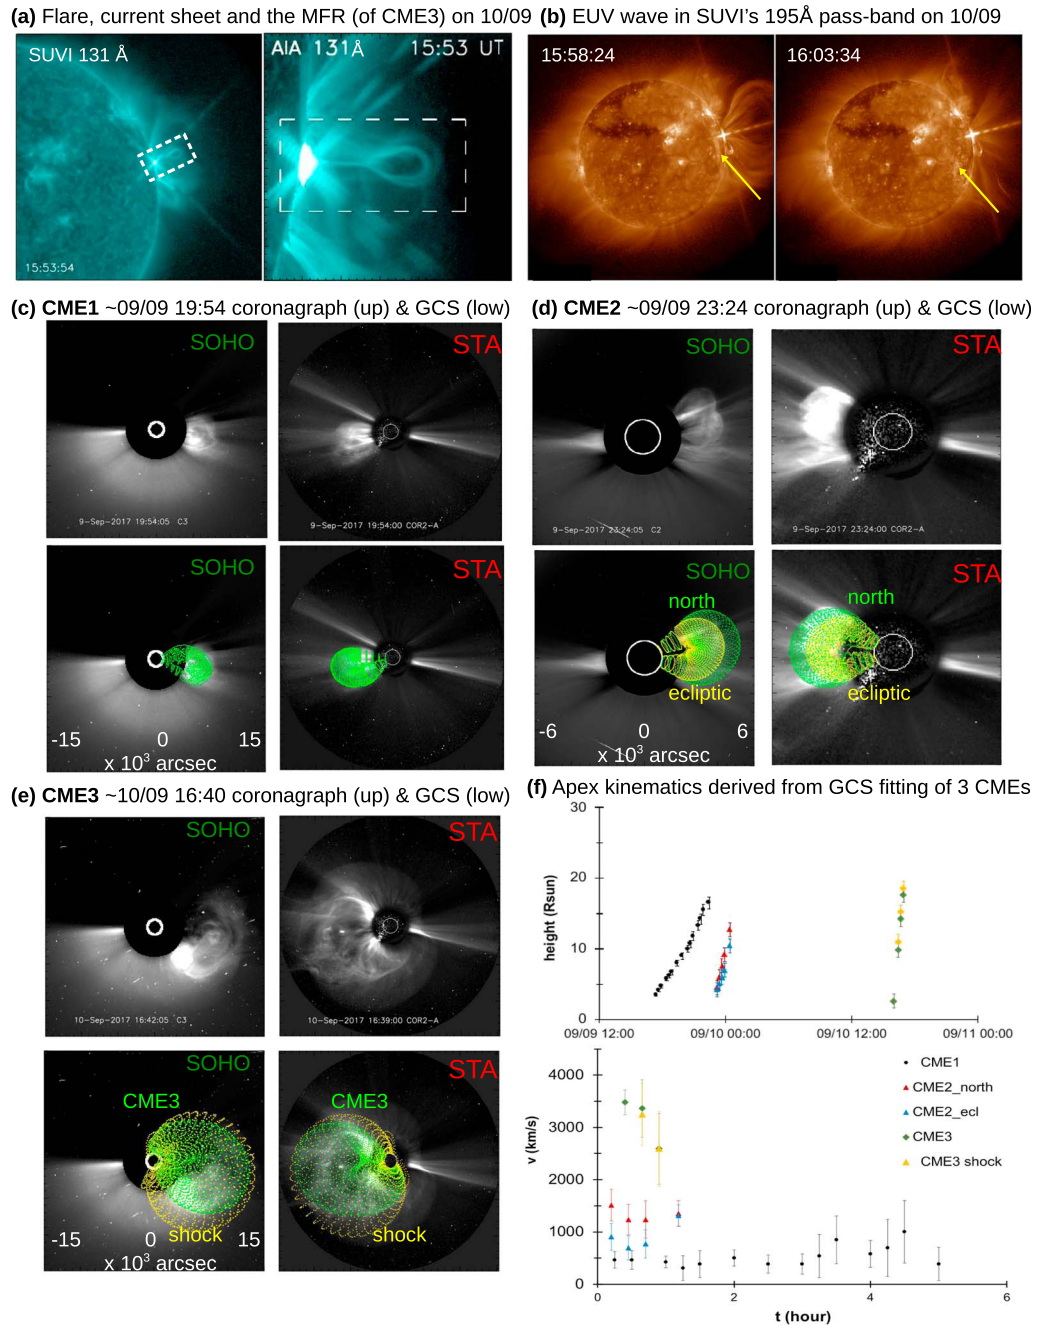 (a) Flare, current sheet and the MFR (of CME3) on 10/09
SUVI 131 Å
15:53:54
AIA 131Å 15:53 UT
(b) EUV wave in SUVI's 195Å pass-band on 10/09
15:58:24
16:03:34
(c) CME1 ~09/09 19:54 coronagraph (up) & GCS (low)
SOHO
9-Sep-2017 19:54:05 C3
STA
9-Sep-2017 19:54:00 COR2-A
SOHO
-15 0 15
x 10³ arcsec
STA
(d) CME2 ~09/09 23:24 coronagraph (up) & GCS (low)
SOHO
9-Sep-2017 23:24:05 C2
STA
9-Sep-2017 23:24:00 COR2-A
SOHO
north
ecliptic
-6 0 6
x 10³ arcsec
STA
north
ecliptic
(e) CME3 ~10/09 16:40 coronagraph (up) & GCS (low)
SOHO
10-Sep-2017 16:42:05 C3
STA
10-Sep-2017 16:39:00 COR2-A
SOHO
CME3
shock
-15 0 15
x 10³ arcsec
STA
CME3
shock
(f) Apex kinematics derived from GCS fitting of 3 CMEs
height (Rsun)
30
20
10
0
09/09 12:00 09/10 00:00 09/10 12:00 09/11 00:00
v (km/s)
4000
3000
2000
1000
0
0 2 4 6
t (hour)
CME1
CME2_north
CME2_ecl
CME3
CME3 shock